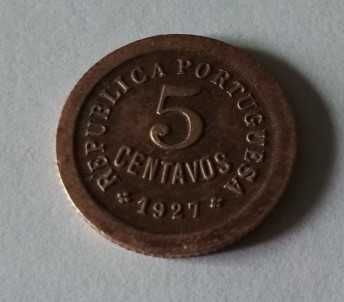 REPUBLICA PORTUGUESA
5
CENTAVOS
* 1927 *